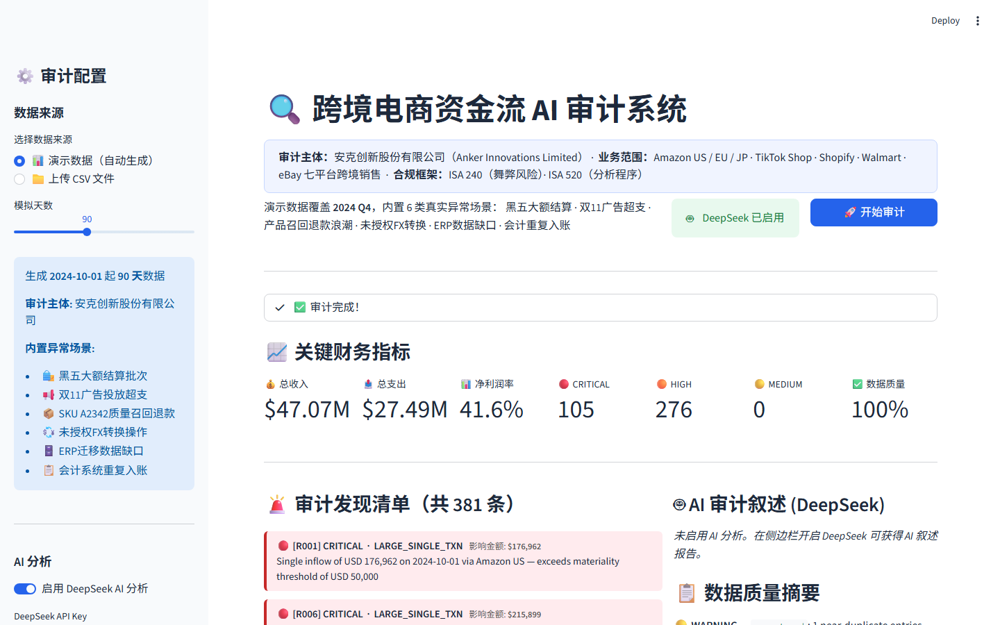 Deploy
审计配置
数据来源
选择数据来源
演示数据（自动生成）
上传 CSV 文件
模拟天数
90
生成 2024-10-01 起 90 天数据
审计主体: 安克创新股份有限公
司
内置异常场景:
黑五大额结算批次
双11广告投放超支
SKU A2342质量召回退款
未授权FX转换操作
ERP迁移数据缺口
会计系统重复入账
AI 分析
启用 DeepSeek AI 分析
DeepSeek API Key
跨境电商资金流 AI 审计系统
审计主体：安克创新股份有限公司（Anker Innovations Limited） · 业务范围：Amazon US / EU / JP · TikTok Shop · Shopify · Walmart ·
eBay 七平台跨境销售 · 合规框架：ISA 240（舞弊风险）· ISA 520（分析程序）
演示数据覆盖 2024 Q4，内置 6 类真实异常场景： 黑五大额结算 · 双11广告超支 ·
产品召回退款浪潮 · 未授权FX转换 · ERP数据缺口 · 会计重复入账
DeepSeek 已启用
开始审计
审计完成！
关键财务指标
总收入
$47.07M
总支出
$27.49M
净利润率
41.6%
CRITICAL
105
HIGH
276
MEDIUM
0
数据质量
100%
审计发现清单（共 381 条）
[R001] CRITICAL · LARGE_SINGLE_TXN 影响金额: $176,962
Single inflow of USD 176,962 on 2024-10-01 via Amazon US — exceeds materiality
threshold of USD 50,000
[R006] CRITICAL · LARGE_SINGLE_TXN 影响金额: $215,899
AI 审计叙述 (DeepSeek)
未启用 AI 分析。在侧边栏开启 DeepSeek 可获得 AI 叙述
报告。
数据质量摘要
WARNING
: 1 near-duplicate entries